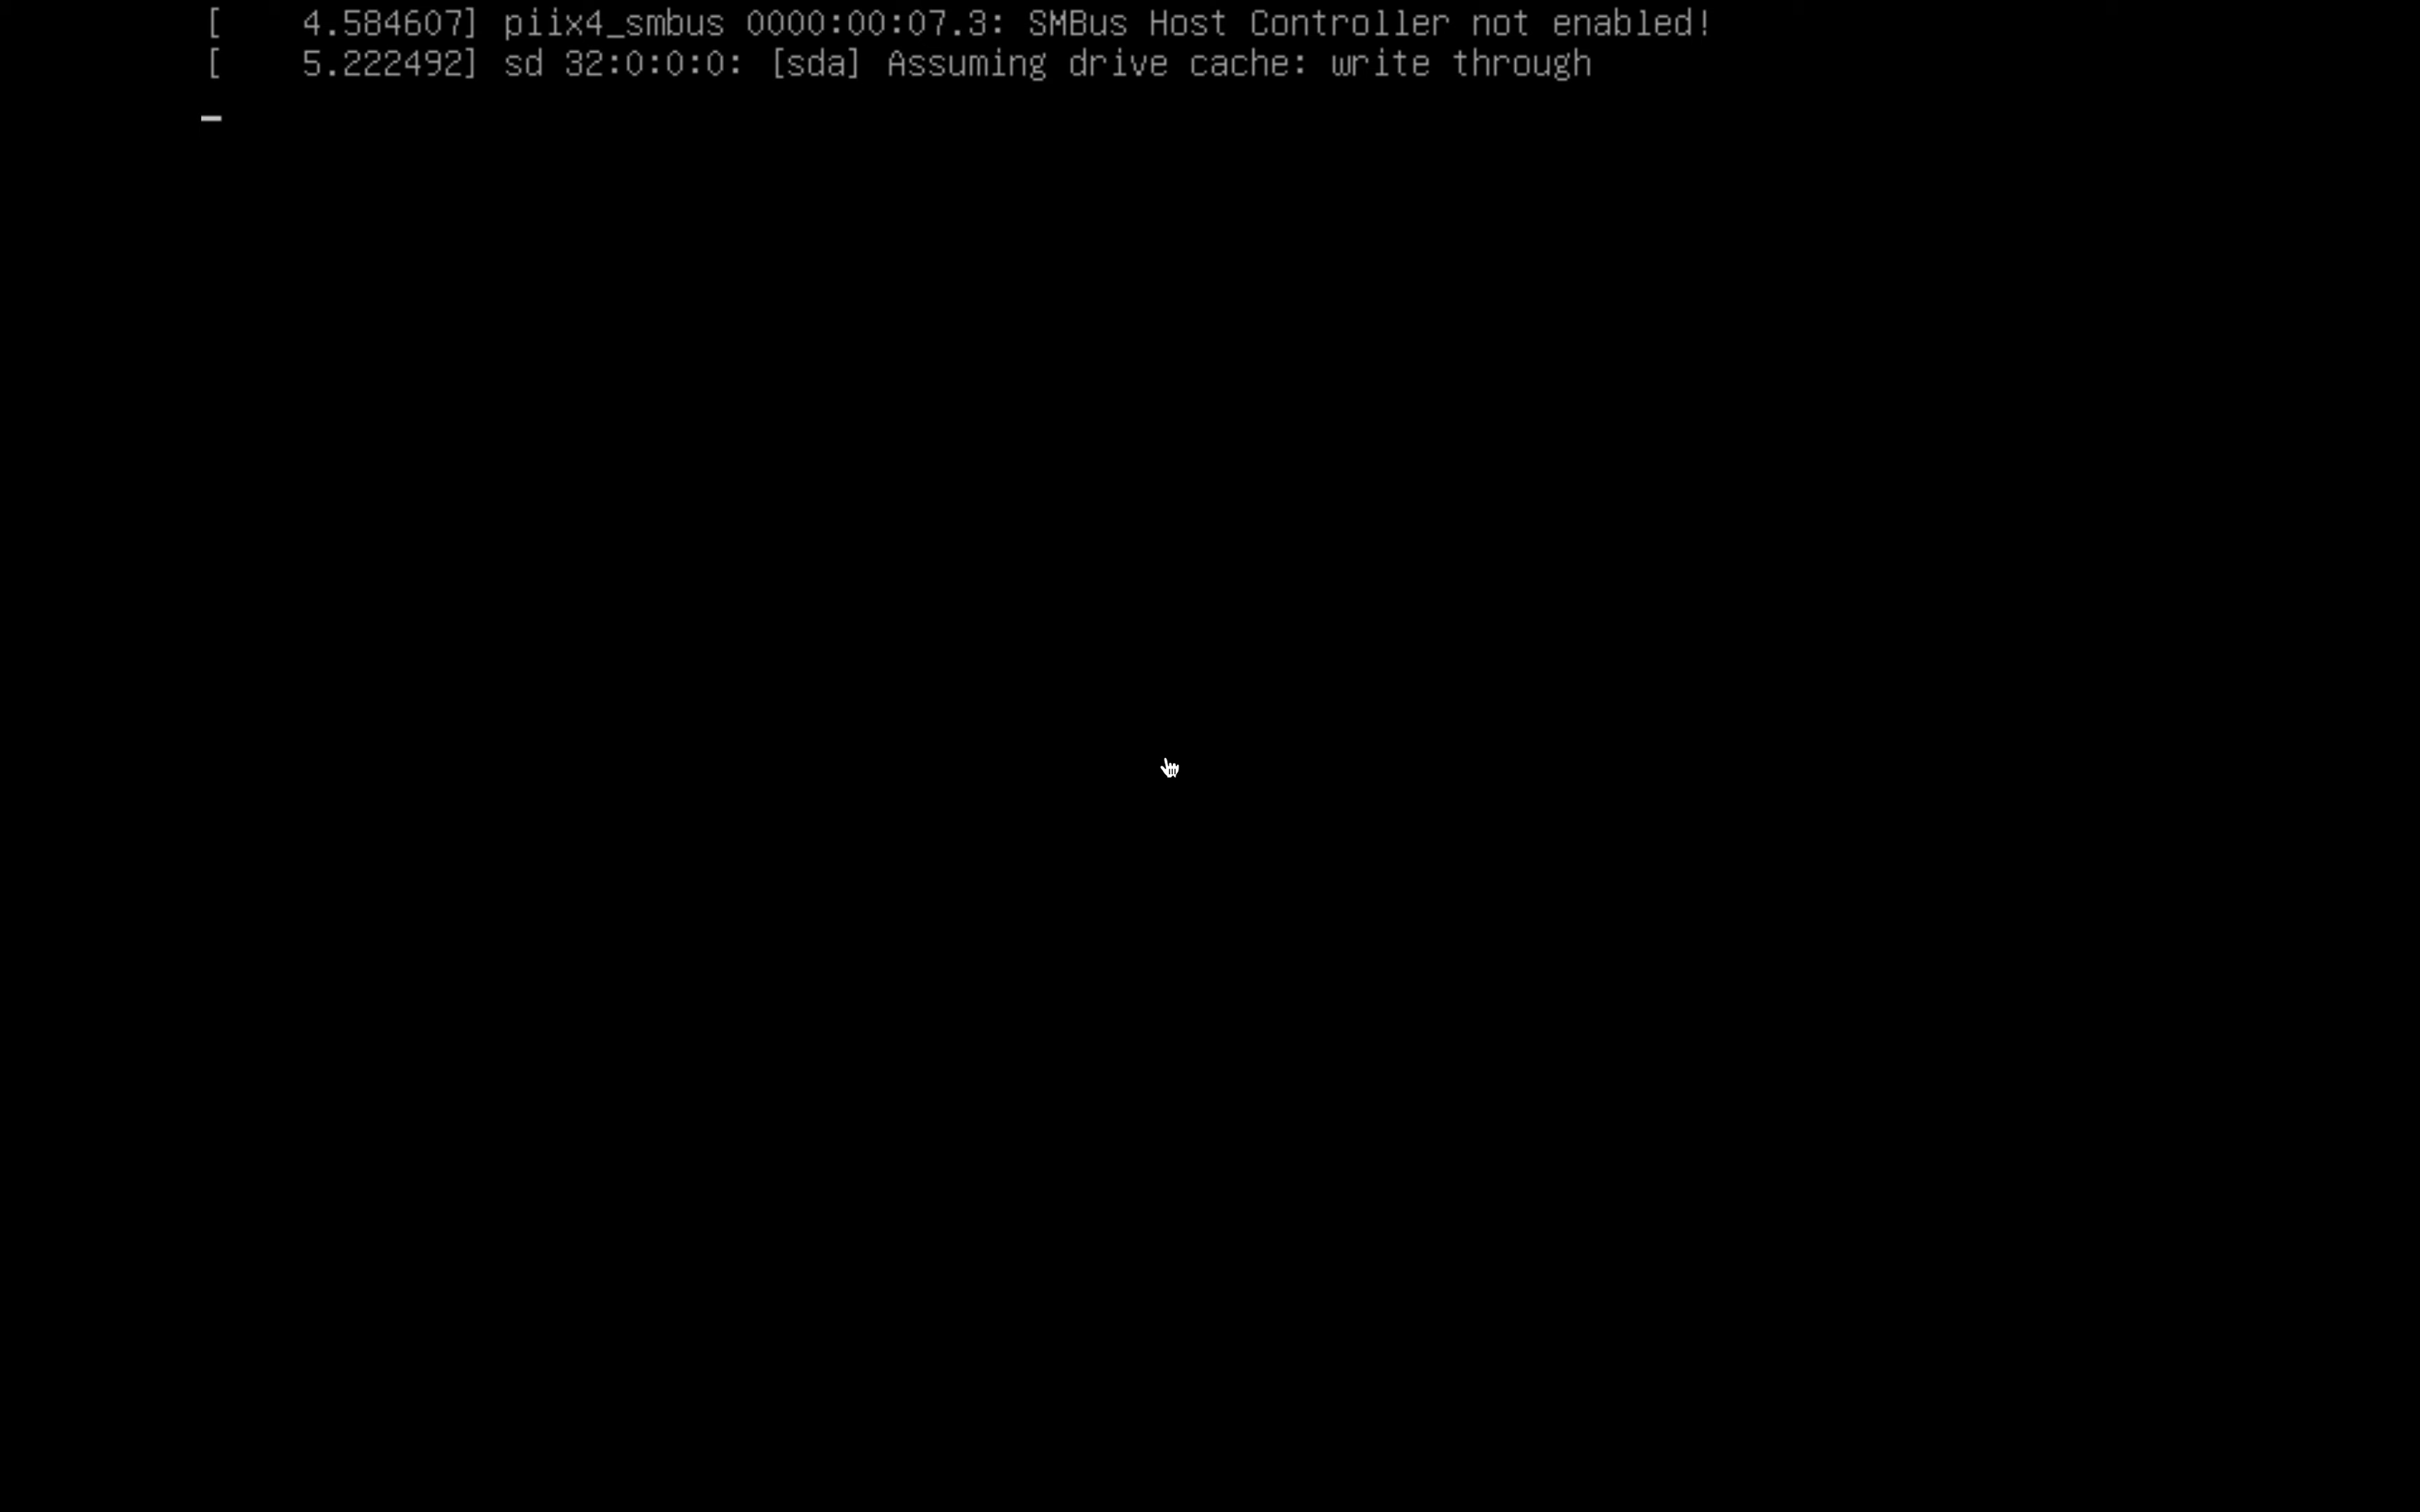 [    4.584607] piix4_smbus 0000:00:07.3: SMBus Host Controller not enabled!
[    5.222492] sd 32:0:0:0: [sda] Assuming drive cache: write through